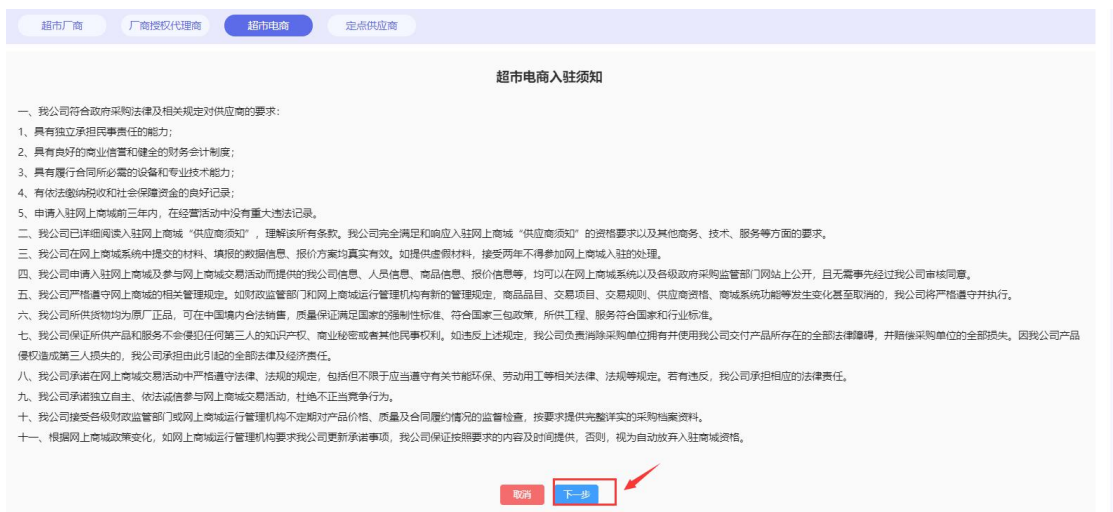 超市厂商 厂商授权代理商 超市电商 定点供应商
超市电商入驻须知
一、我公司符合政府采购法律及相关规定对供应商的要求：
1、具有独立承担民事责任的能力；
2、具有良好的商业信誉和健全的财务会计制度；
3、具有履行合同所必需的设备和专业技术能力；
4、有依法缴纳税收和社会保障资金的良好记录；
5、申请入驻网上商城前三年内，在经营活动中没有重大违法记录。
二、我公司已详细阅读入驻网上商城“供应商须知”，理解该所有条款。我公司完全满足和响应入驻网上商城“供应商须知”的资格要求以及其他商务、技术、服务等方面的要求。
三、我公司在网上商城系统中提交的材料、填报的数据信息、报价方案均真实有效。如提供虚假材料，接受两年不得参加网上商城入驻的处理。
四、我公司申请入驻网上商城及参与网上商城交易活动而提供的我公司信息、人员信息、商品信息、报价信息等，均可以在网上商城系统以及各级政府采购监管部门网站上公开，且无需事先经过我公司审核同意。
五、我公司严格遵守网上商城的相关管理规定。如财政监管部门和网上商城运行管理机构有新的管理规定，商品品目、交易项目、交易规则、供应商资格、商城系统功能等发生变化甚至取消的，我公司将严格遵守并执行。
六、我公司所供货物均为原厂正品，可在中国境内合法销售，质量保证满足国家的强制性标准、符合国家三包政策，所供工程、服务符合国家和行业标准。
七、我公司保证所供产品和服务不会侵犯任何第三人的知识产权、商业秘密或者其他民事权利。如违反上述规定，我公司负责消除采购单位拥有并使用我公司交付产品所存在的全部法律障碍，并赔偿采购单位的全部损失。因我公司产品
侵权造成第三人损失的，我公司承担由此引起的全部法律及经济责任。
八、我公司承诺在网上商城交易活动中严格遵守法律、法规的规定，包括但不限于应当遵守有关节能环保、劳动用工等相关法律、法规等规定。若有违反，我公司承担相应的法律责任。
九、我公司承诺独立自主、依法诚信参与网上商城交易活动，杜绝不正当竞争行为。
十、我公司接受各级财政监管部门或网上商城运行管理机构不定期对产品价格、质量及合同履约情况的监督检查，按要求提供完整详实的采购档案资料。
十一、根据网上商城政策变化，如网上商城运行管理机构要求我公司更新承诺事项，我公司保证按照要求的内容及时间提供，否则，视为自动放弃入驻商城资格。
取消 下一步